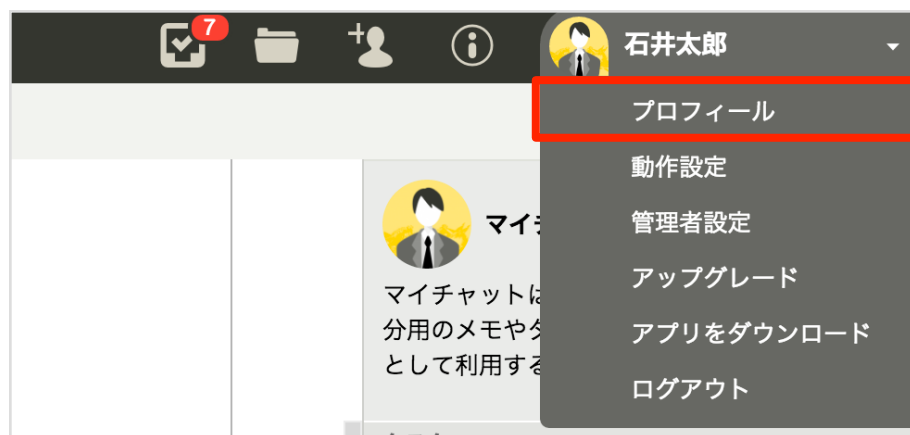 7
石井太郎
プロフィール
動作設定
管理者設定
アップグレード
アプリをダウンロード
ログアウト
マイ
マイチャットは
分用のメモや
として利用する